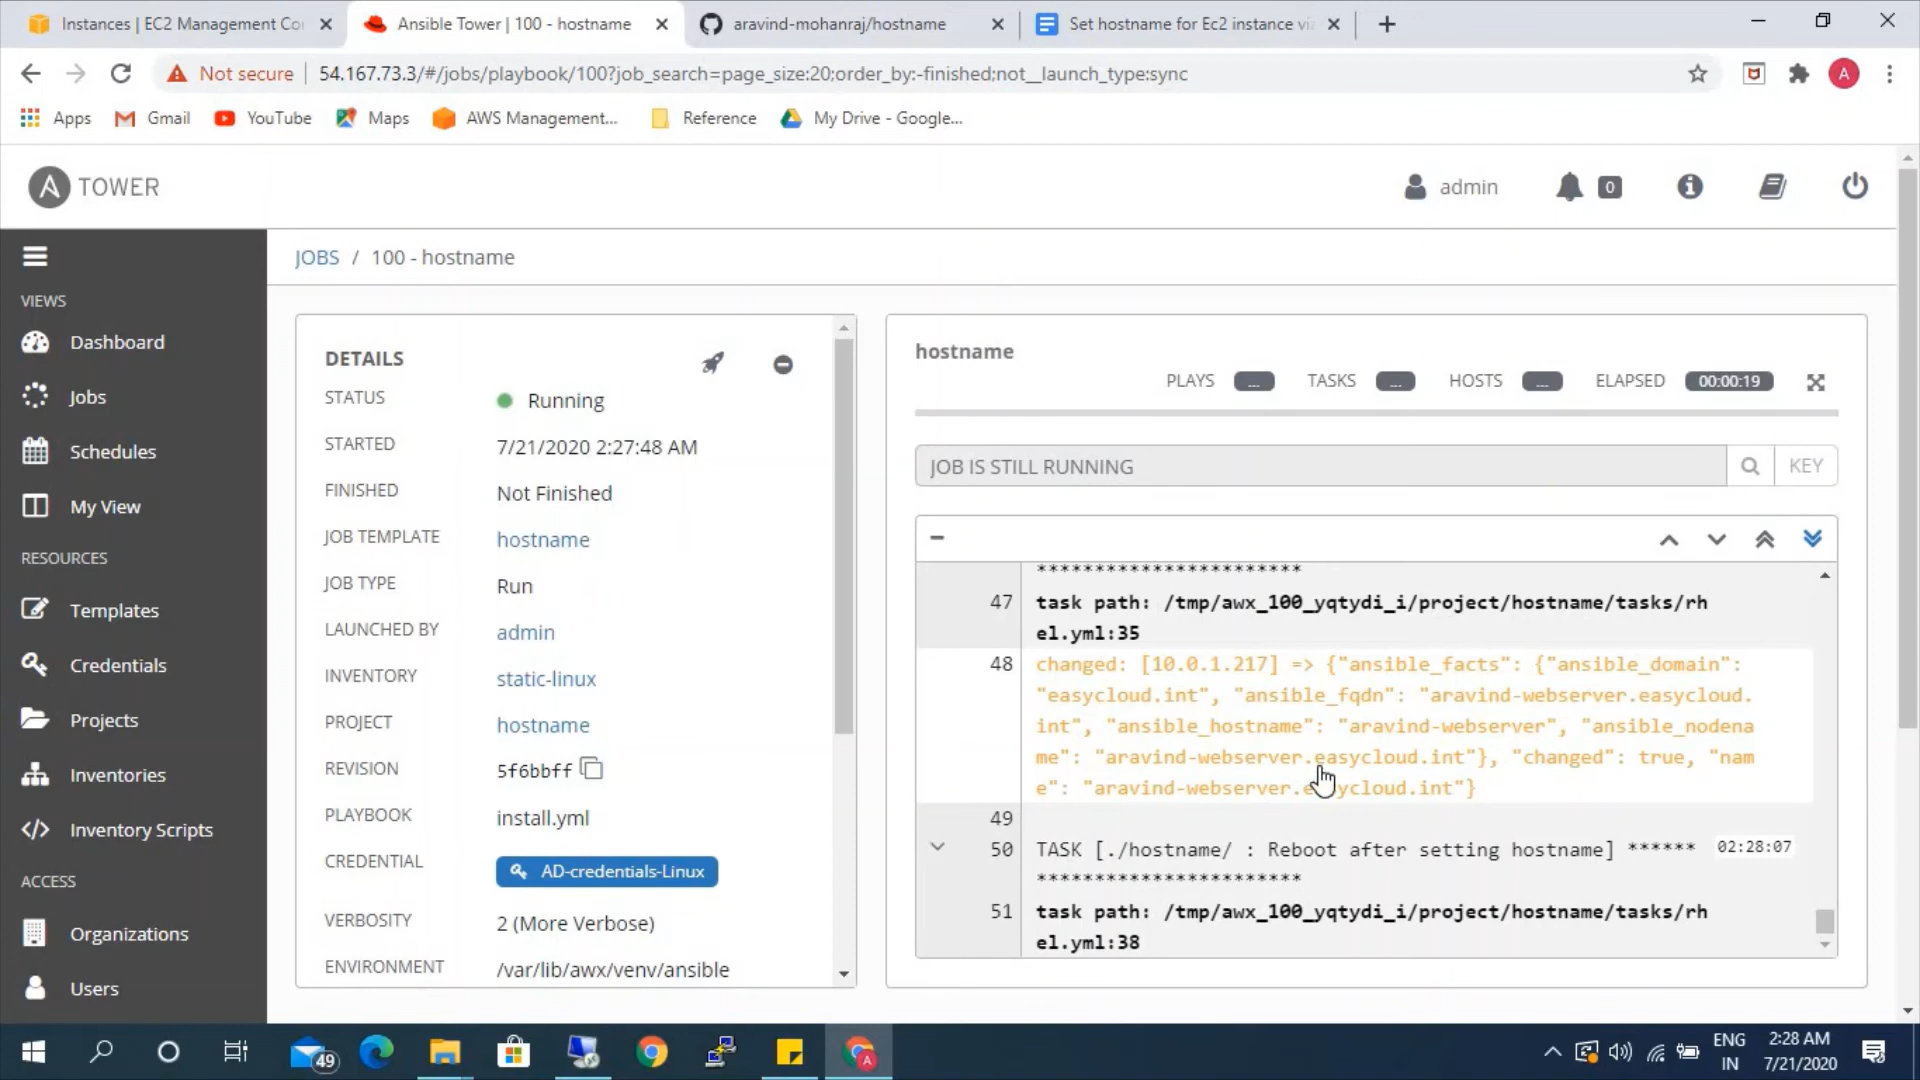 Instances | EC2 Management Co
Ansible Tower | 100 - hostname
aravind-mohanraj/hostname
Set hostname for Ec2 instance vi
Not secure
54.167.73.3/#/jobs/playbook/100?job_search=page_size:20;order_by:-finished;not__launch_type:sync
A
Apps
Gmail
YouTube
Maps
AWS Management...
Reference
My Drive - Google...
A TOWER
admin
0
VIEWS
Dashboard
Jobs
Schedules
My View
RESOURCES
Templates
Credentials
Projects
Inventories
Inventory Scripts
ACCESS
Organizations
Users
JOBS / 100 - hostname
DETAILS
STATUS Running
STARTED 7/21/2020 2:27:48 AM
FINISHED Not Finished
JOB TEMPLATE hostname
JOB TYPE Run
LAUNCHED BY admin
INVENTORY static-linux
PROJECT hostname
REVISION 5f6bbff
PLAYBOOK install.yml
CREDENTIAL AD-credentials-Linux
VERBOSITY 2 (More Verbose)
ENVIRONMENT /var/lib/awx/venv/ansible
hostname
PLAYS ... TASKS ... HOSTS ... ELAPSED 00:00:19
JOB IS STILL RUNNING
KEY
***********************
47 task path: /tmp/awx_100_yqtydi_i/project/hostname/tasks/rh
el.yml:35
48 changed: [10.0.1.217] => {"ansible_facts": {"ansible_domain":
"easycloud.int", "ansible_fqdn": "aravind-webserver.easycloud.
int", "ansible_hostname": "aravind-webserver", "ansible_nodena
me": "aravind-webserver.easycloud.int"}, "changed": true, "nam
e": "aravind-webserver.easycloud.int"}
49
50 TASK [./hostname/ : Reboot after setting hostname] ****** 02:28:07
***********************
51 task path: /tmp/awx_100_yqtydi_i/project/hostname/tasks/rh
el.yml:38
49
A
ENG
IN
2:28 AM
7/21/2020